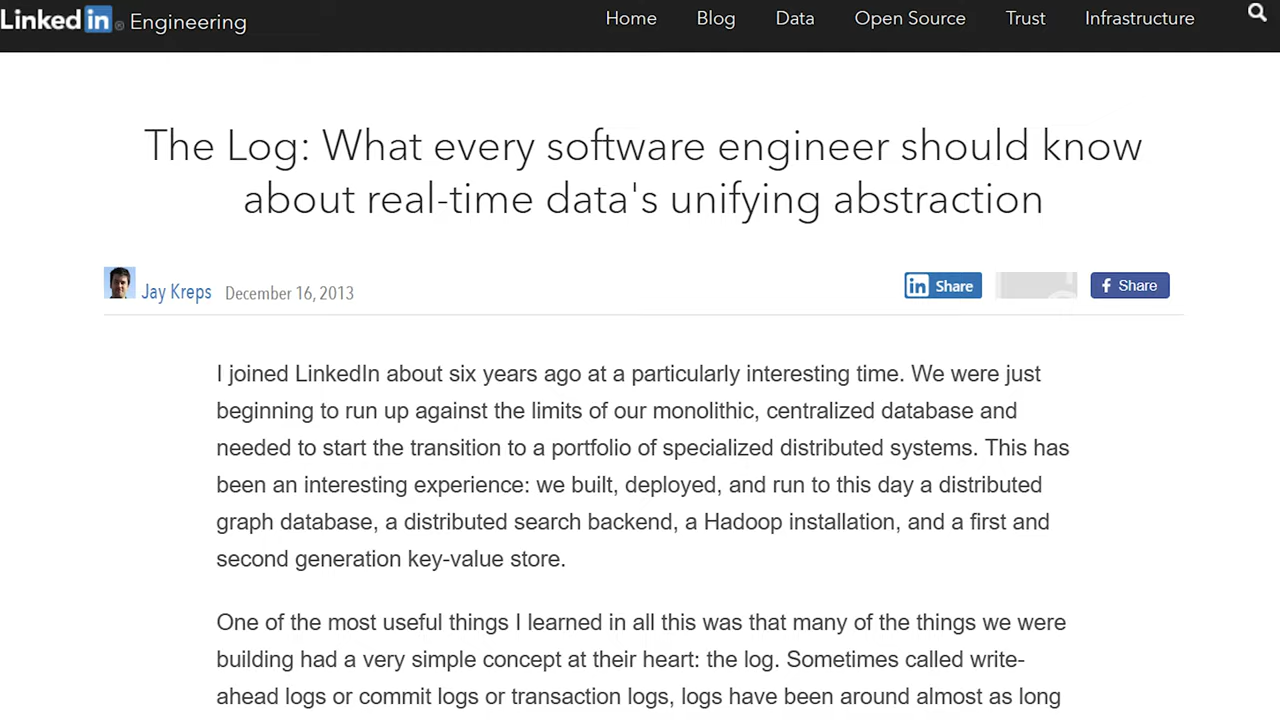 Linked in ® Engineering
Home Blog Data Open Source Trust Infrastructure
The Log: What every software engineer should know
about real-time data's unifying abstraction
Jay Kreps December 16, 2013
in Share
f Share
I joined LinkedIn about six years ago at a particularly interesting time. We were just
beginning to run up against the limits of our monolithic, centralized database and
needed to start the transition to a portfolio of specialized distributed systems. This has
been an interesting experience: we built, deployed, and run to this day a distributed
graph database, a distributed search backend, a Hadoop installation, and a first and
second generation key-value store.
One of the most useful things I learned in all this was that many of the things we were
building had a very simple concept at their heart: the log. Sometimes called write-
ahead logs or commit logs or transaction logs, logs have been around almost as long